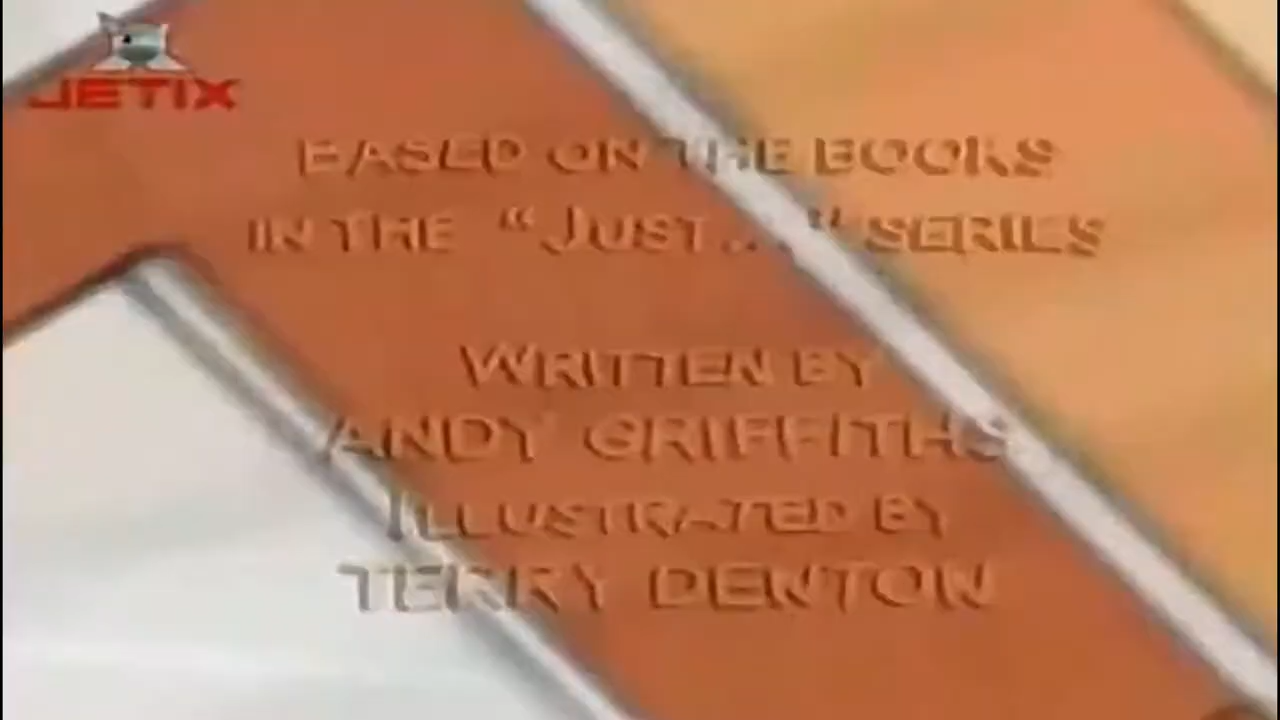 JETIX
BASED ON THE BOOKS
IN THE "JUST..." SERIES
WRITTEN BY
ANDY GRIFFITHS
ILLUSTRATED BY
TERRY DENTON